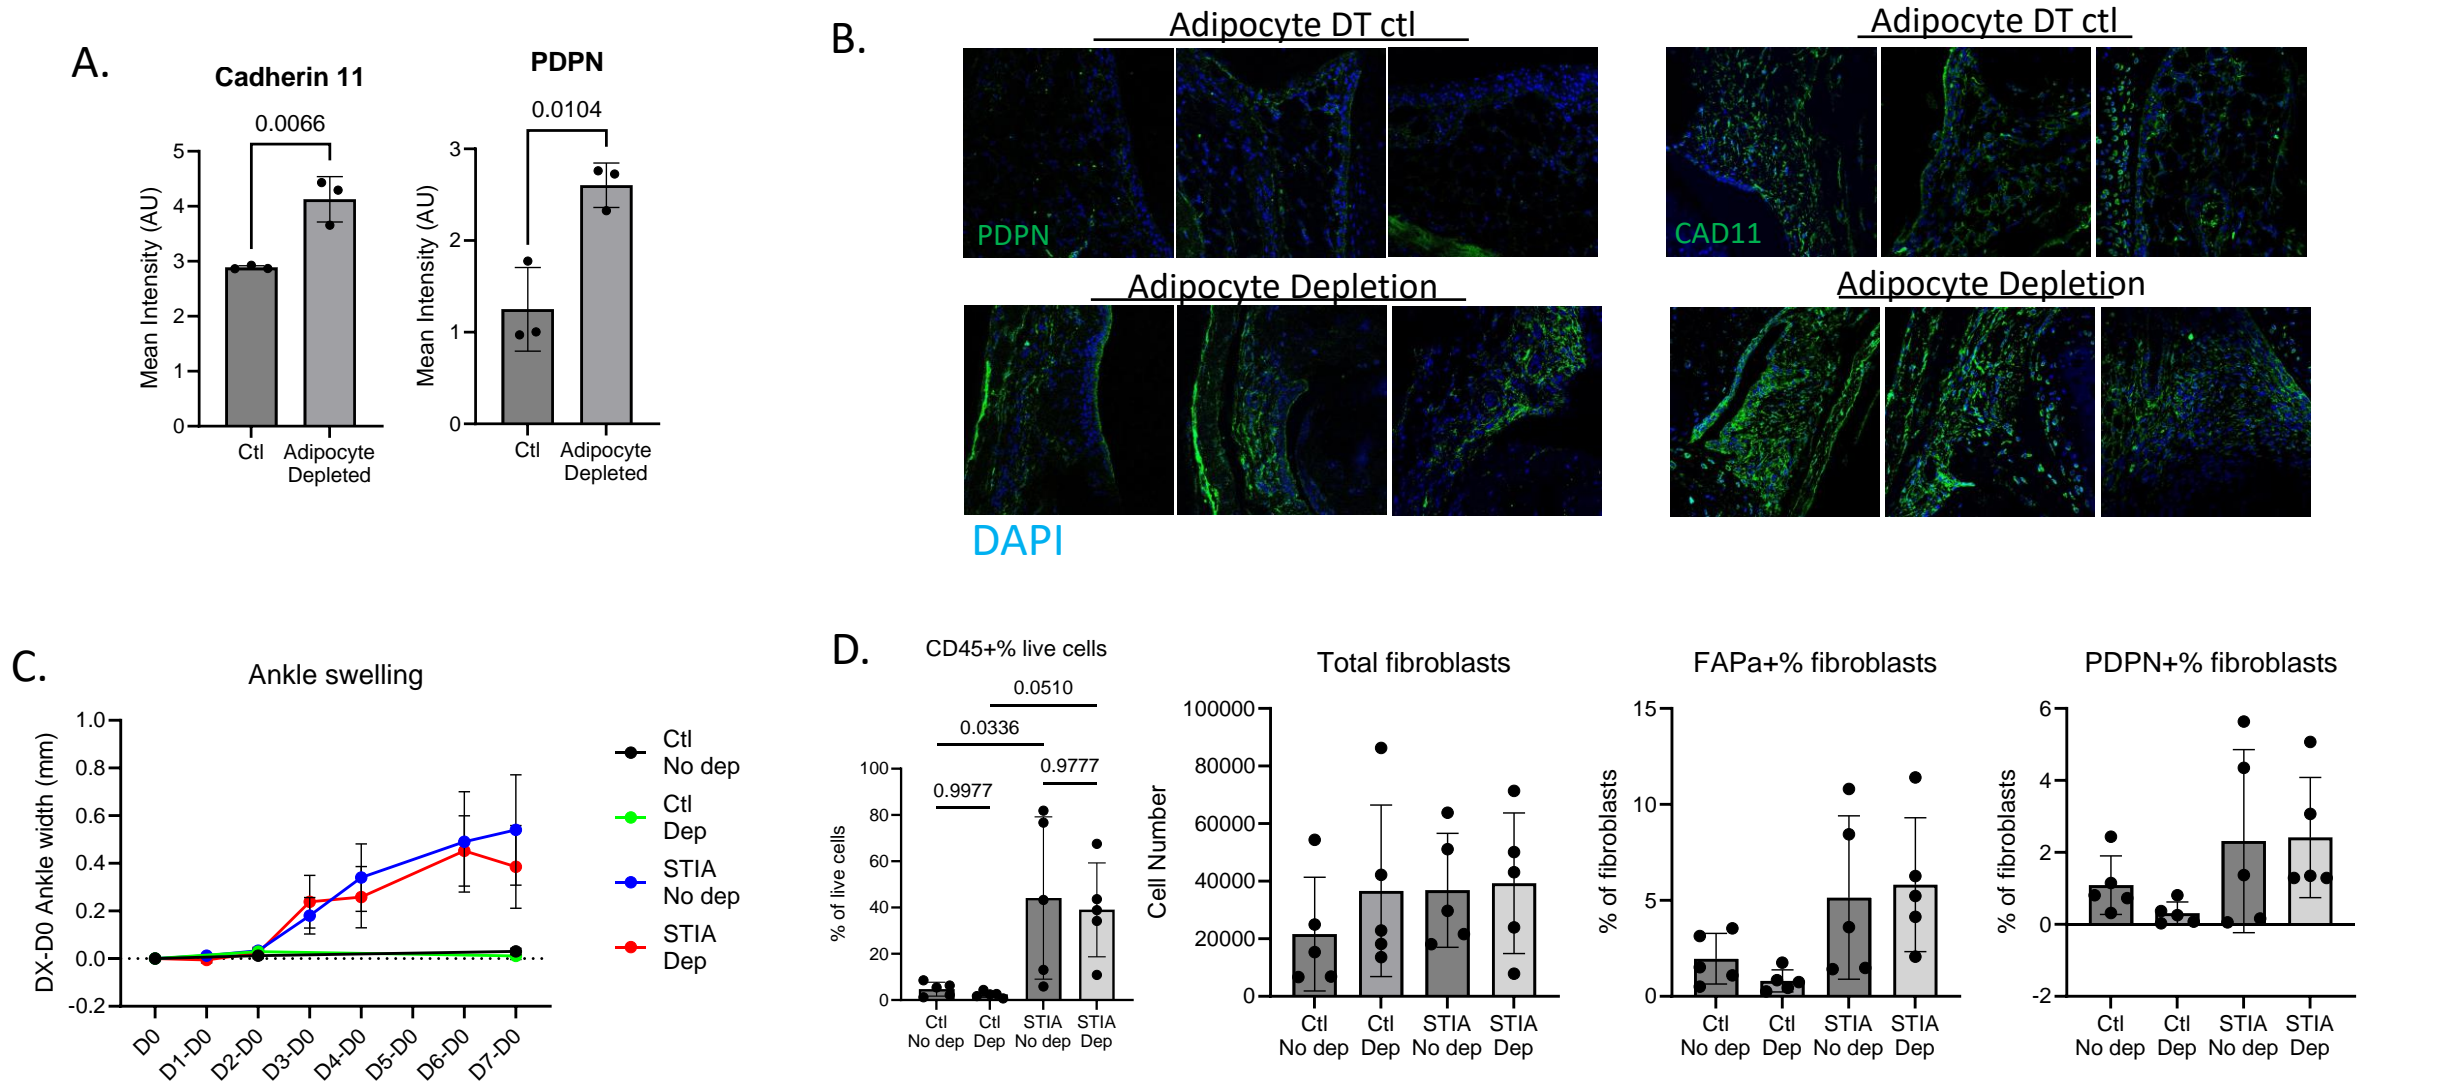 A.
Cadherin 11
0.0066
Mean Intensity (AU)
5
4
3
2
1
0
Ctl
Adipocyte
Depleted
PDPN
0.0104
Mean Intensity (AU)
3
2
1
0
Ctl
Adipocyte
Depleted
B.
Adipocyte DT ctl
PDPN
Adipocyte Depletion
DAPI
Adipocyte DT ctl
CAD11
Adipocyte Depletion
C.
Ankle swelling
DX-D0 Ankle width (mm)
1.0
0.8
0.6
0.4
0.2
0.0
-0.2
D0
D1-D0
D2-D0
D3-D0
D4-D0
D5-D0
D6-D0
D7-D0
Ctl
No dep
Ctl
Dep
STIA
No dep
STIA
Dep
D.
CD45+% live cells
0.0510
0.0336
0.9777
0.9977
% of live cells
100
80
60
40
20
0
Ctl
No dep
Ctl
Dep
STIA
No dep
STIA
Dep
Total fibroblasts
Cell Number
100000
80000
60000
40000
20000
0
Ctl
No dep
Ctl
Dep
STIA
No dep
STIA
Dep
FAPa+% fibroblasts
% of fibroblasts
15
10
5
0
Ctl
No dep
Ctl
Dep
STIA
No dep
STIA
Dep
PDPN+% fibroblasts
% of fibroblasts
6
4
2
0
-2
Ctl
No dep
Ctl
Dep
STIA
No dep
STIA
Dep